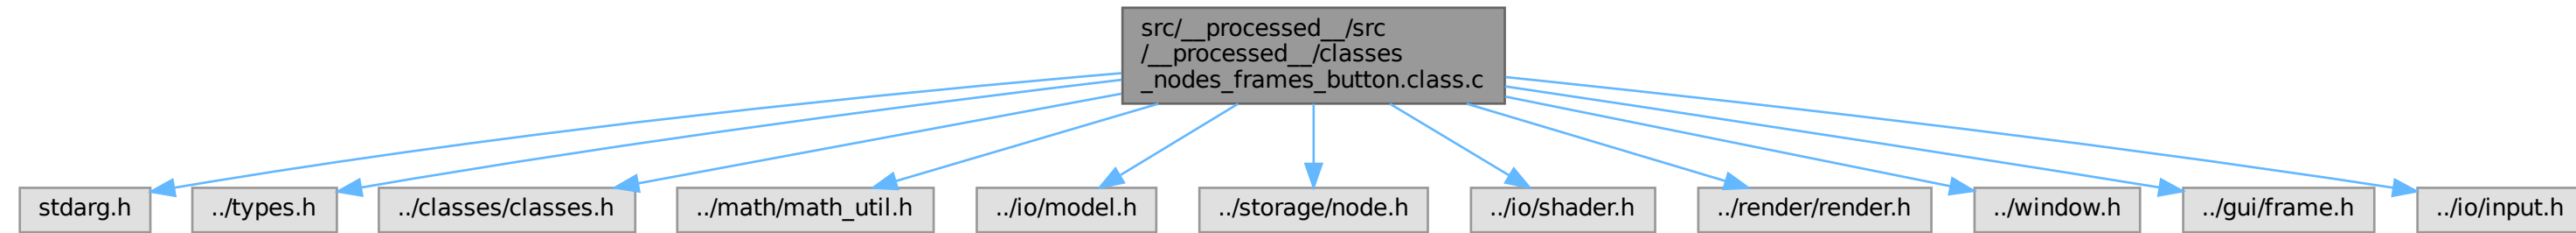 src/__processed__/src
/__processed__/classes
_nodes_frames_button.class.c
stdarg.h
../types.h
../classes/classes.h
../math/math_util.h
../io/model.h
../storage/node.h
../io/shader.h
../render/render.h
../window.h
../gui/frame.h
../io/input.h